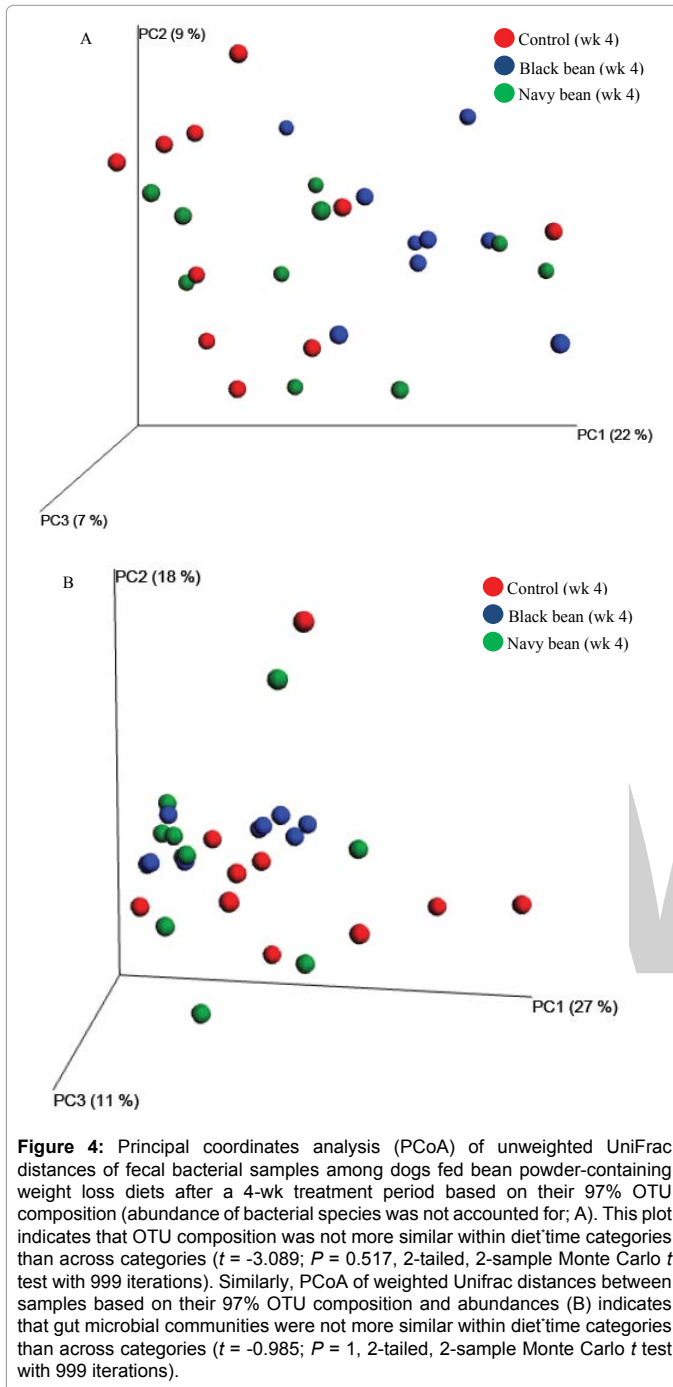 A
PC2 (9 %)
Control (wk 4)
Black bean (wk 4)
Navy bean (wk 4)
PC1 (22 %)
PC3 (7 %)
B
PC2 (18 %)
Control (wk 4)
Black bean (wk 4)
Navy bean (wk 4)
PC1 (27 %)
PC3 (11 %)
Figure 4: Principal coordinates analysis (PCoA) of unweighted UniFrac
distances of fecal bacterial samples among dogs fed bean powder-containing
weight loss diets after a 4-wk treatment period based on their 97% OTU
composition (abundance of bacterial species was not accounted for; A). This plot
indicates that OTU composition was not more similar within diet*time categories
than across categories (t = -3.089; P = 0.517, 2-tailed, 2-sample Monte Carlo t
test with 999 iterations). Similarly, PCoA of weighted Unifrac distances between
samples based on their 97% OTU composition and abundances (B) indicates
that gut microbial communities were not more similar within diet*time categories
than across categories (t = -0.985; P = 1, 2-tailed, 2-sample Monte Carlo t test
with 999 iterations).